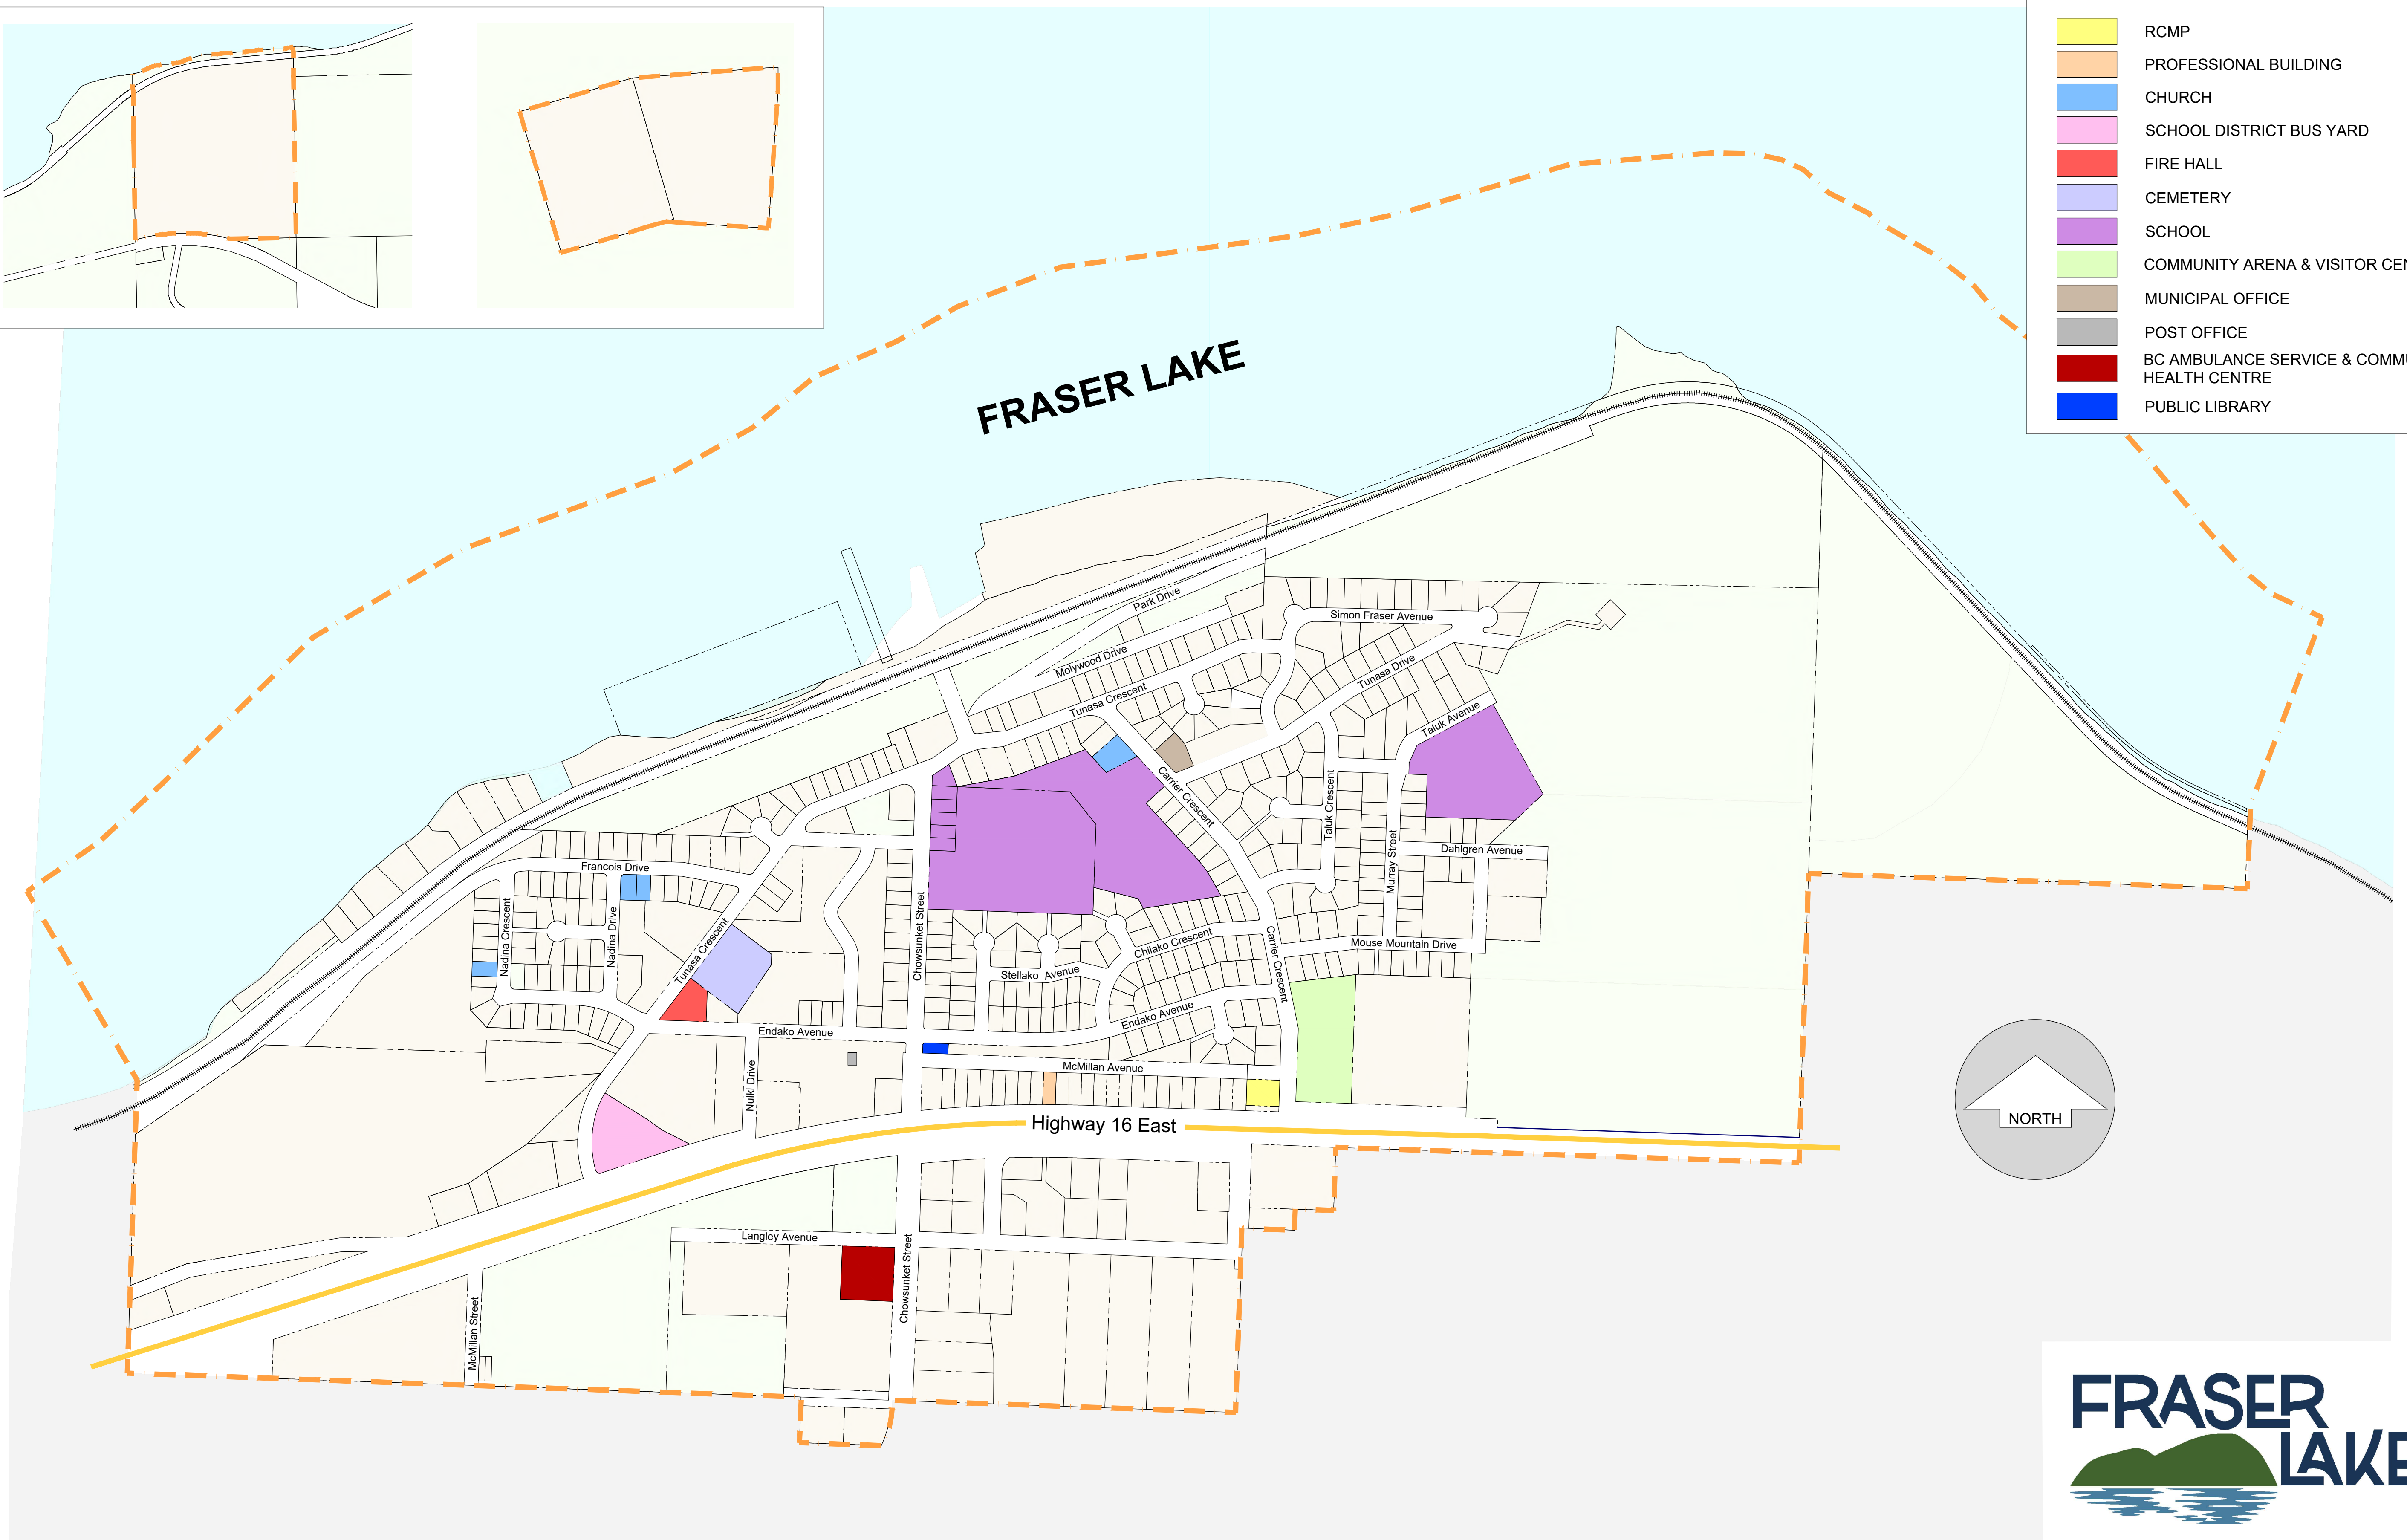 RCMP
PROFESSIONAL BUILDING
CHURCH
SCHOOL DISTRICT BUS YARD
FIRE HALL
CEMETERY
SCHOOL
COMMUNITY ARENA & VISITOR CEN
MUNICIPAL OFFICE
POST OFFICE
BC AMBULANCE SERVICE & COMMU
HEALTH CENTRE
PUBLIC LIBRARY
FRASER LAKE
Park Drive
Simon Fraser Avenue
Molywood Drive
Tunasa Drive
Tunasa Crescent
Taluk Avenue
Carrier Crescent
Taluk Crescent
Murray Street
Dahlgren Avenue
Francois Drive
Nadina Crescent
Nadina Drive
Tunasa Crescent
Chowsunket Street
Chilako Crescent
Carrier Crescent
Mouse Mountain Drive
Stellako Avenue
Endako Avenue
Endako Avenue
McMillan Avenue
Nulki Drive
Highway 16 East
NORTH
Langley Avenue
Chowsunket Street
McMillan Street
FRASER
LAKE